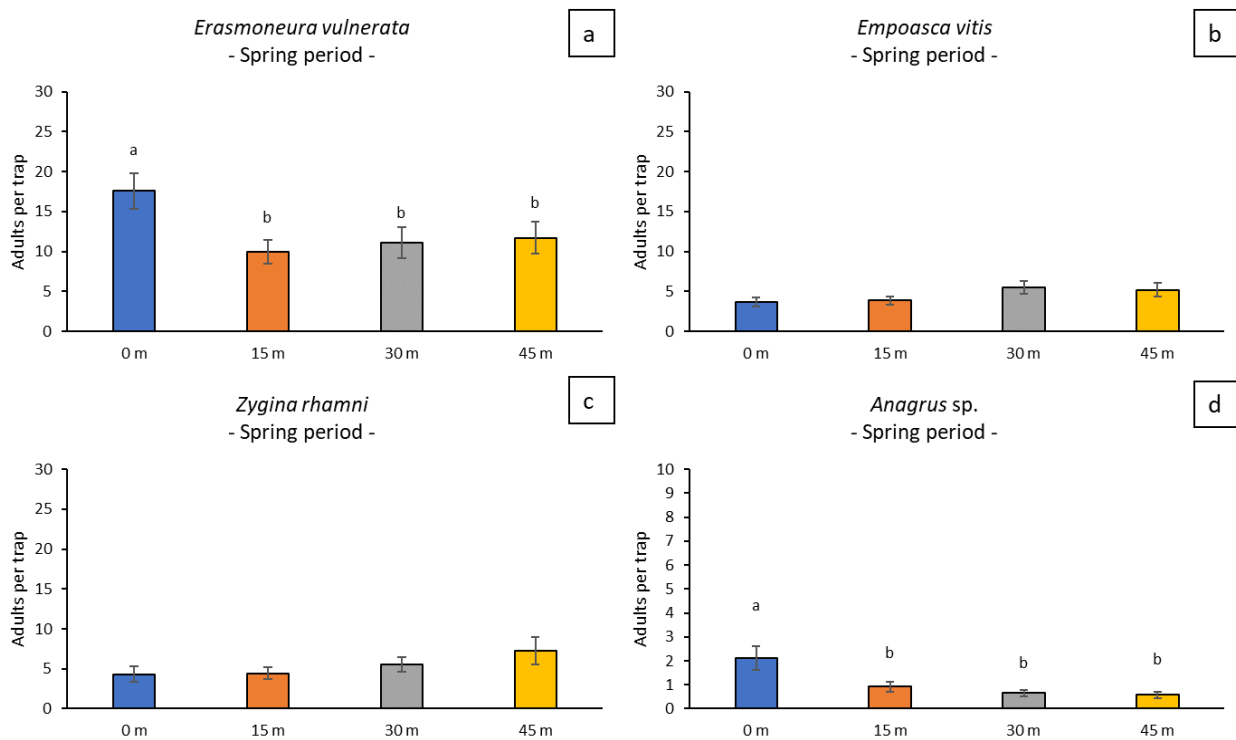 Erasmoneura vulnerata
- Spring period -
a
Adults per trap
30
25
20
15
10
5
0
a
b
b
b
0 m
15 m
30 m
45 m
Empoasca vitis
- Spring period -
b
Adults per trap
30
25
20
15
10
5
0
0 m
15 m
30 m
45 m
Zygina rhamni
- Spring period -
c
Adults per trap
30
25
20
15
10
5
0
0 m
15 m
30 m
45 m
Anagrus sp.
- Spring period -
d
Adults per trap
10
9
8
7
6
5
4
3
2
1
0
a
b
b
b
0 m
15 m
30 m
45 m